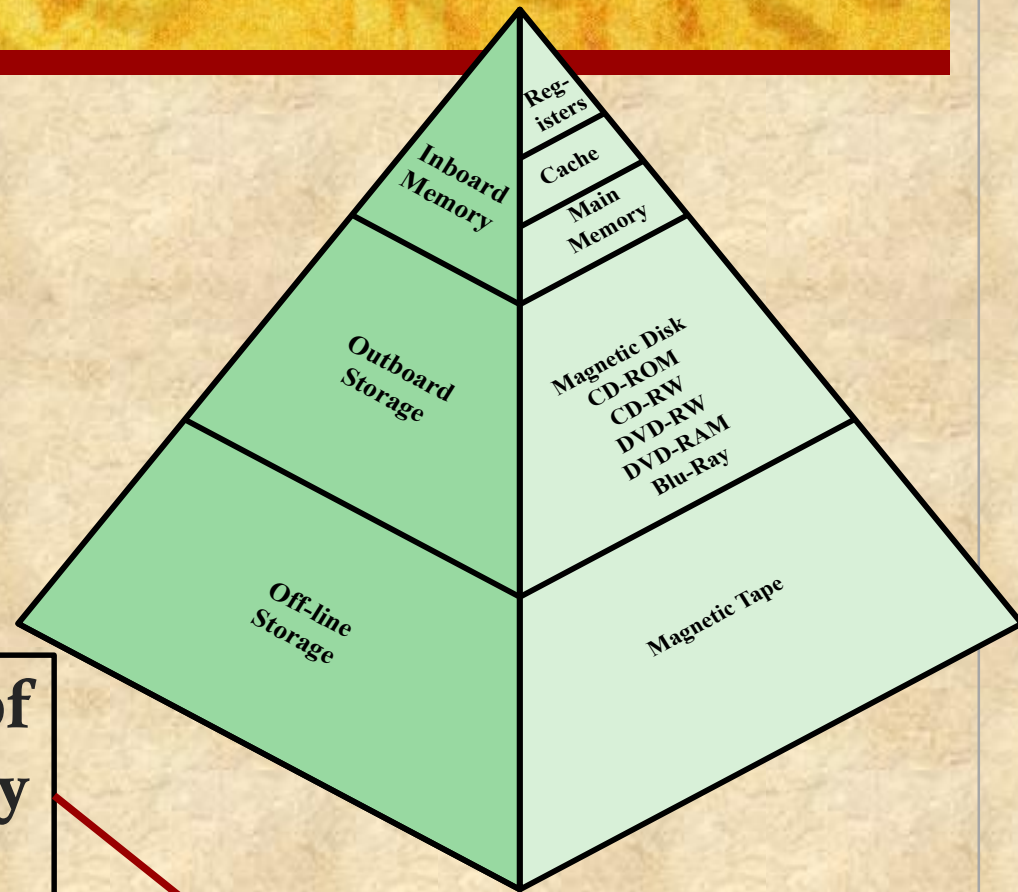 Reg-
isters
Cache
Main
Memory
Inboard
Memory
Outboard
Storage
Magnetic Disk
CD-ROM
CD-RW
DVD-RW
DVD-RAM
Blu-Ray
Off-line
Storage
Magnetic Tape
of
y